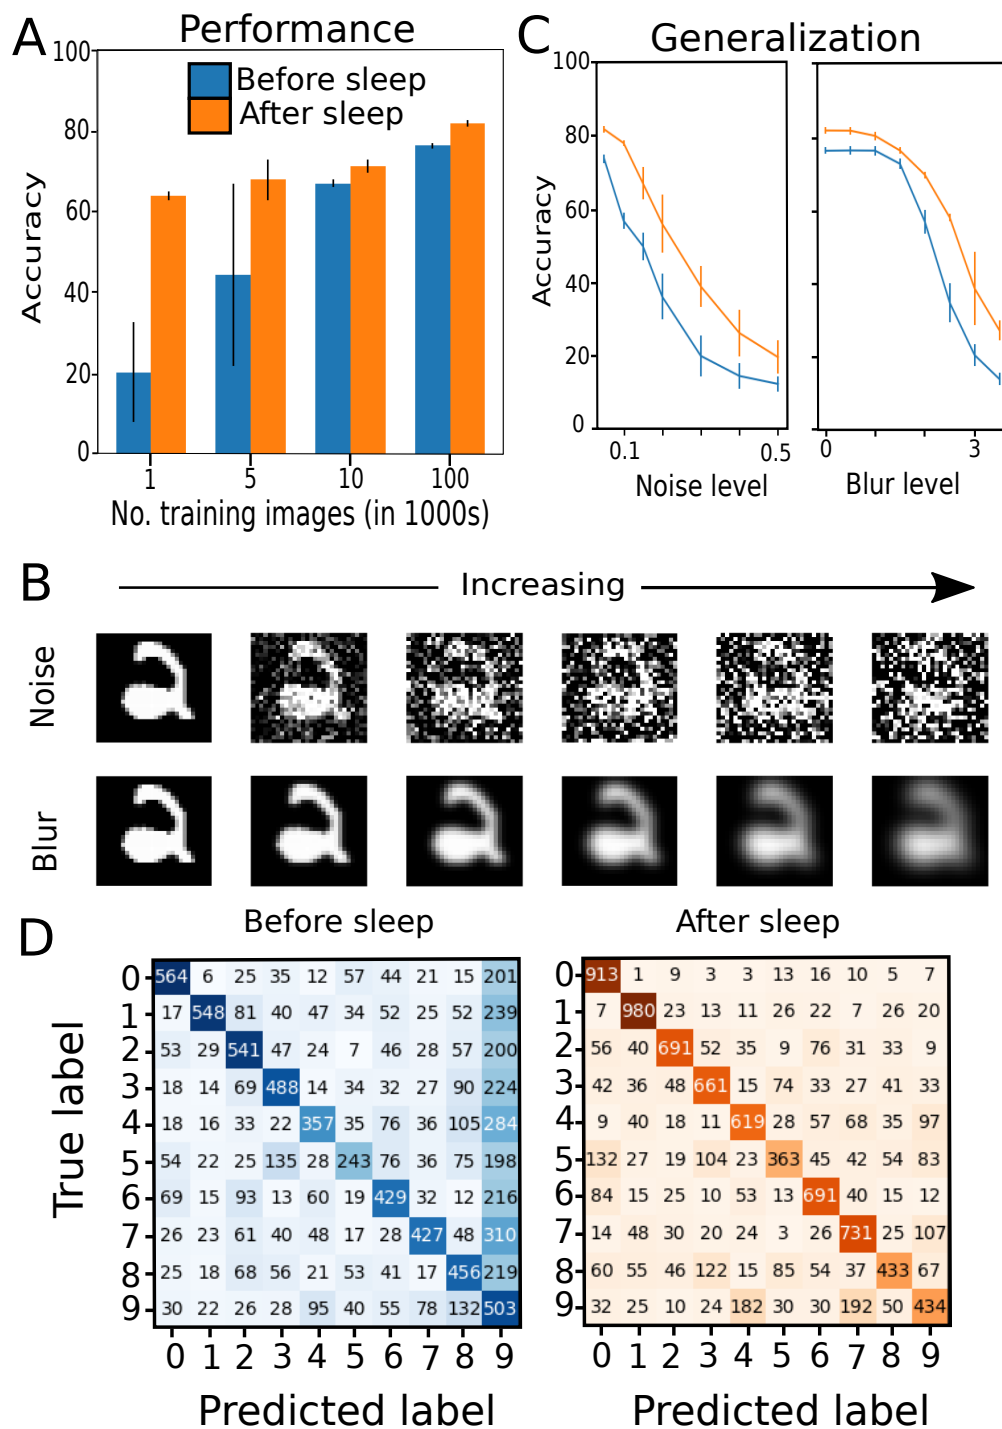 A Performance
100
80
60
40
20
0
Accuracy
Before sleep
After sleep
1 5 10 100
No. training images (in 1000s)
C Generalization
100
80
60
40
20
0
Accuracy
0.1 0.5
Noise level
0 3
Blur level
B Increasing
Noise
Blur
D Before sleep
True label
0 564 6 25 35 12 57 44 21 15 201
1 17 548 81 40 47 34 52 25 52 239
2 53 29 541 47 24 7 46 28 57 200
3 18 14 69 488 14 34 32 27 90 224
4 18 16 33 22 357 35 76 36 105 284
5 54 22 25 135 28 243 76 36 75 198
6 69 15 93 13 60 19 429 32 12 216
7 26 23 61 40 48 17 28 427 48 310
8 25 18 68 56 21 53 41 17 456 219
9 30 22 26 28 95 40 55 78 132 503
0 1 2 3 4 5 6 7 8 9
Predicted label
After sleep
0 913 1 9 3 3 13 16 10 5 7
1 7 980 23 13 11 26 22 7 26 20
2 56 40 691 52 35 9 76 31 33 9
3 42 36 48 661 15 74 33 27 41 33
4 9 40 18 11 619 28 57 68 35 97
5 132 27 19 104 23 363 45 42 54 83
6 84 15 25 10 53 13 691 40 15 12
7 14 48 30 20 24 3 26 731 25 107
8 60 55 46 122 15 85 54 37 433 67
9 32 25 10 24 182 30 30 192 50 434
0 1 2 3 4 5 6 7 8 9
Predicted label